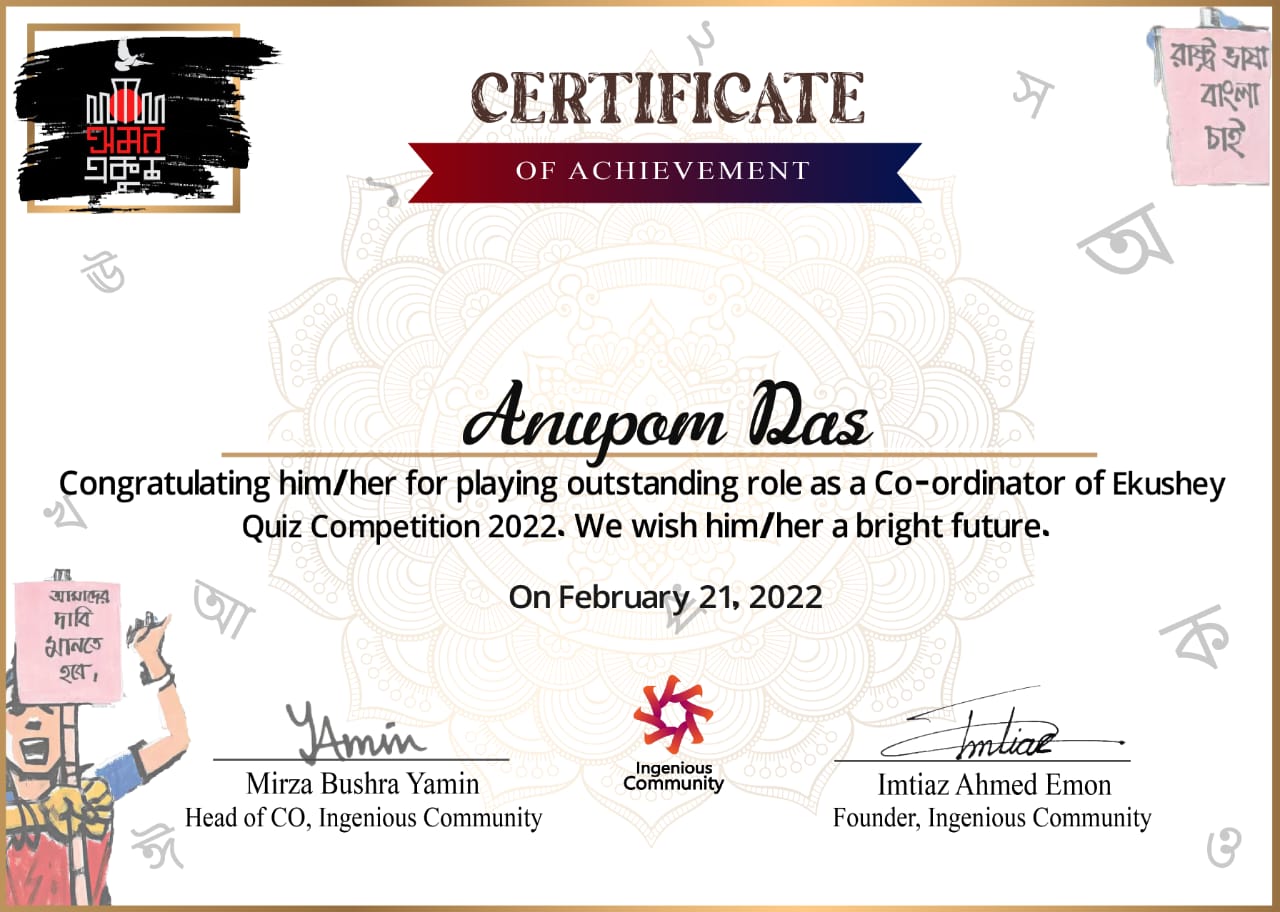 অমর
একুশে
CERTIFICATE
OF ACHIEVEMENT
রাষ্ট্র ভাষা
বাংলা
চাই
১
স
১
অ
উ
Anupom Das
Congratulating him/her for playing outstanding role as a Co-ordinator of Ekushey
Quiz Competition 2022. We wish him/her a bright future.
On February 21, 2022
খ
আ
ক
আমাদের
দাবি
মানতে
হবে।
YAmin
Mirza Bushra Yamin
Head of CO, Ingenious Community
Ingenious
Community
Imtiaz
Imtiaz Ahmed Emon
Founder, Ingenious Community
ঈ
ও